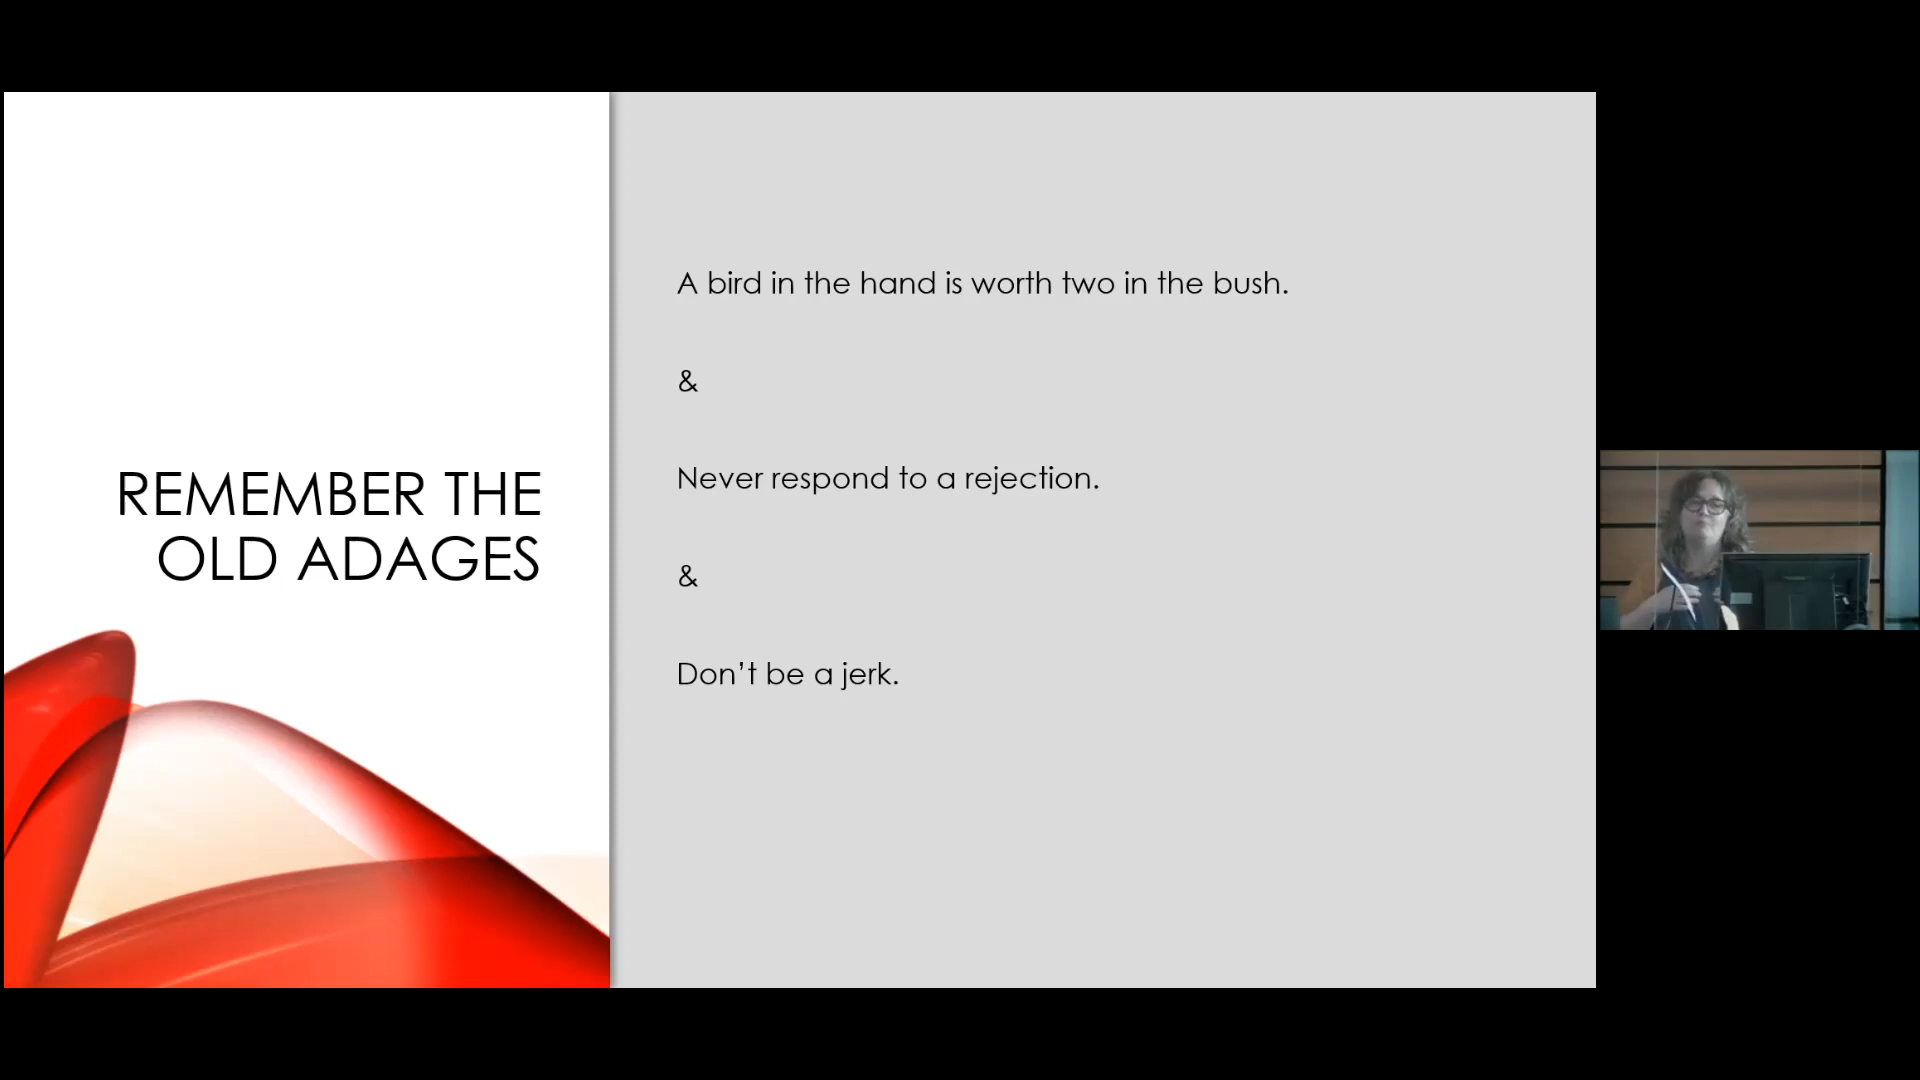 REMEMBER THE
OLD ADAGES
A bird in the hand is worth two in the bush.
&
Never respond to a rejection.
&
Don’t be a jerk.